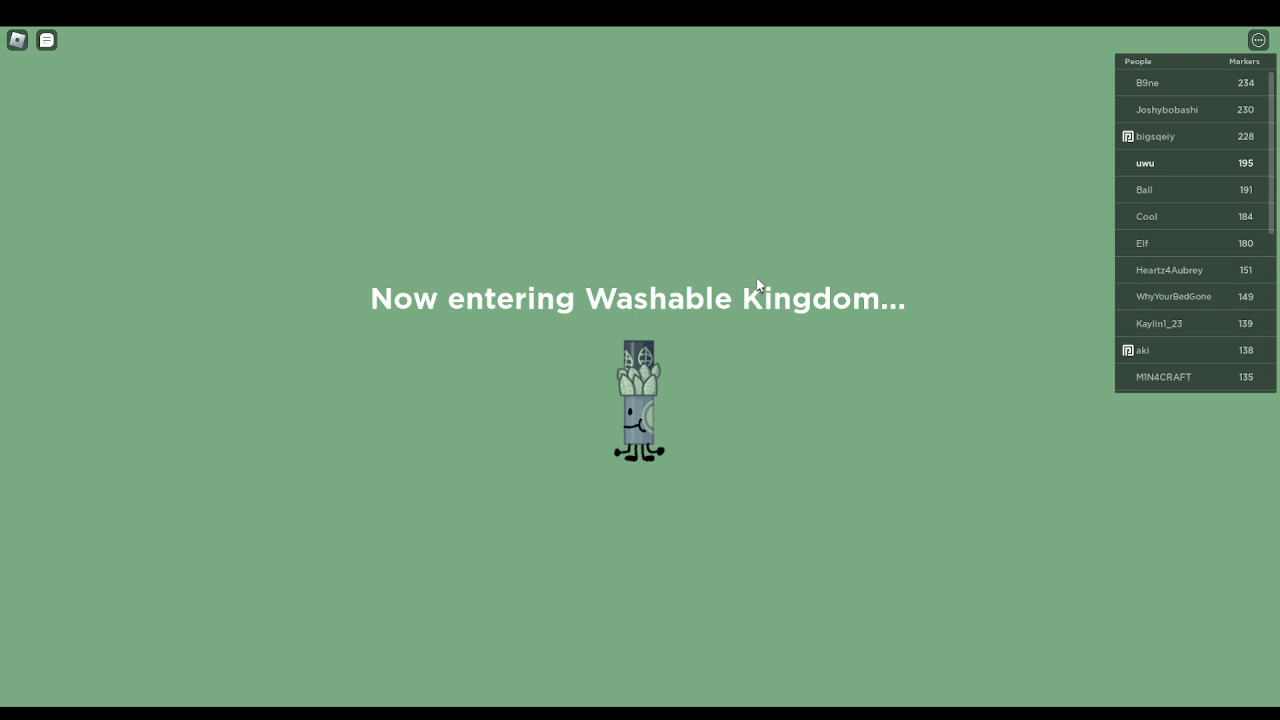 People Markers
B9ne 234
Joshybobashi 230
bigsqeiy 228
uwu 195
Ball 191
Cool 184
Elf 180
Heartz4Aubrey 151
WhyYourBedGone 149
Kaylin1_23 139
aki 138
M1N4CRAFT 135
Now entering Washable Kingdom...